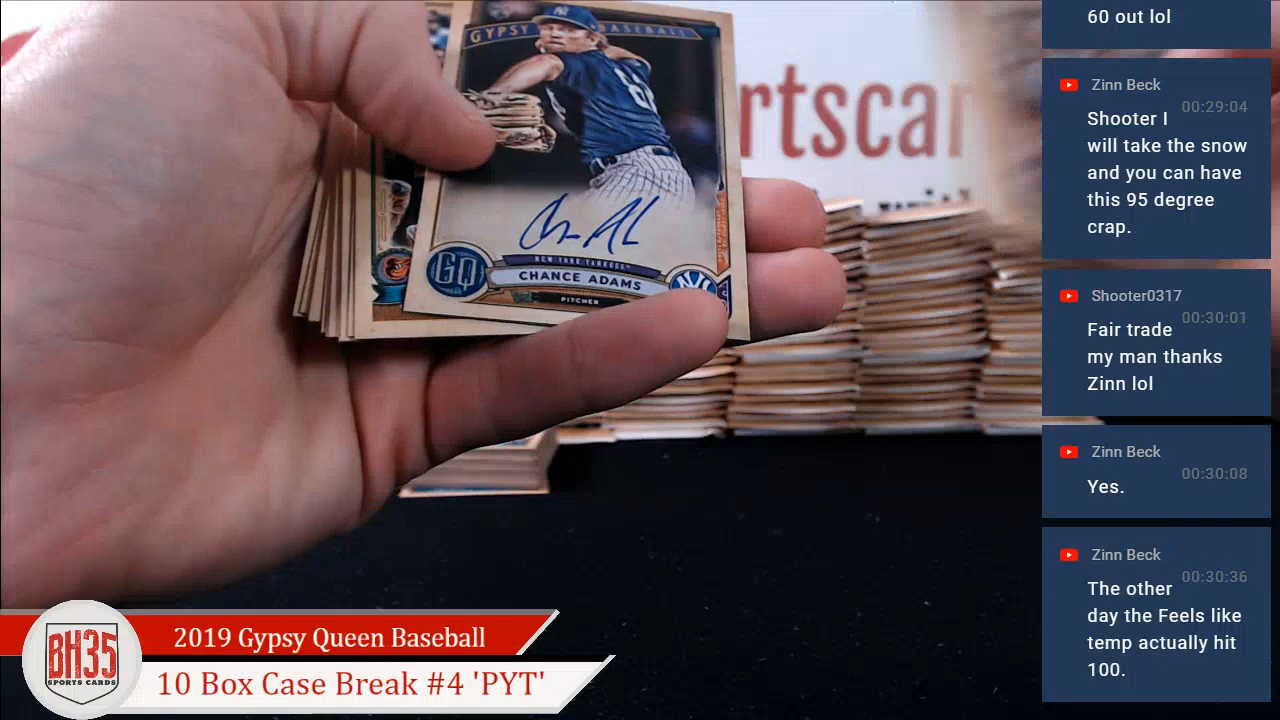 GYPSY BASEBALL
GQ
NEW YORK YANKEES
CHANCE ADAMS
PITCHER
rtscar
60 out lol
Zinn Beck
00:29:04
Shooter I
will take the snow
and you can have
this 95 degree
crap.
Shooter0317
00:30:01
Fair trade
my man thanks
Zinn lol
Zinn Beck
00:30:08
Yes.
Zinn Beck
00:30:36
The other
day the Feels like
temp actually hit
100.
BH35
SPORTS CARDS
2019 Gypsy Queen Baseball
10 Box Case Break #4 'PYT'